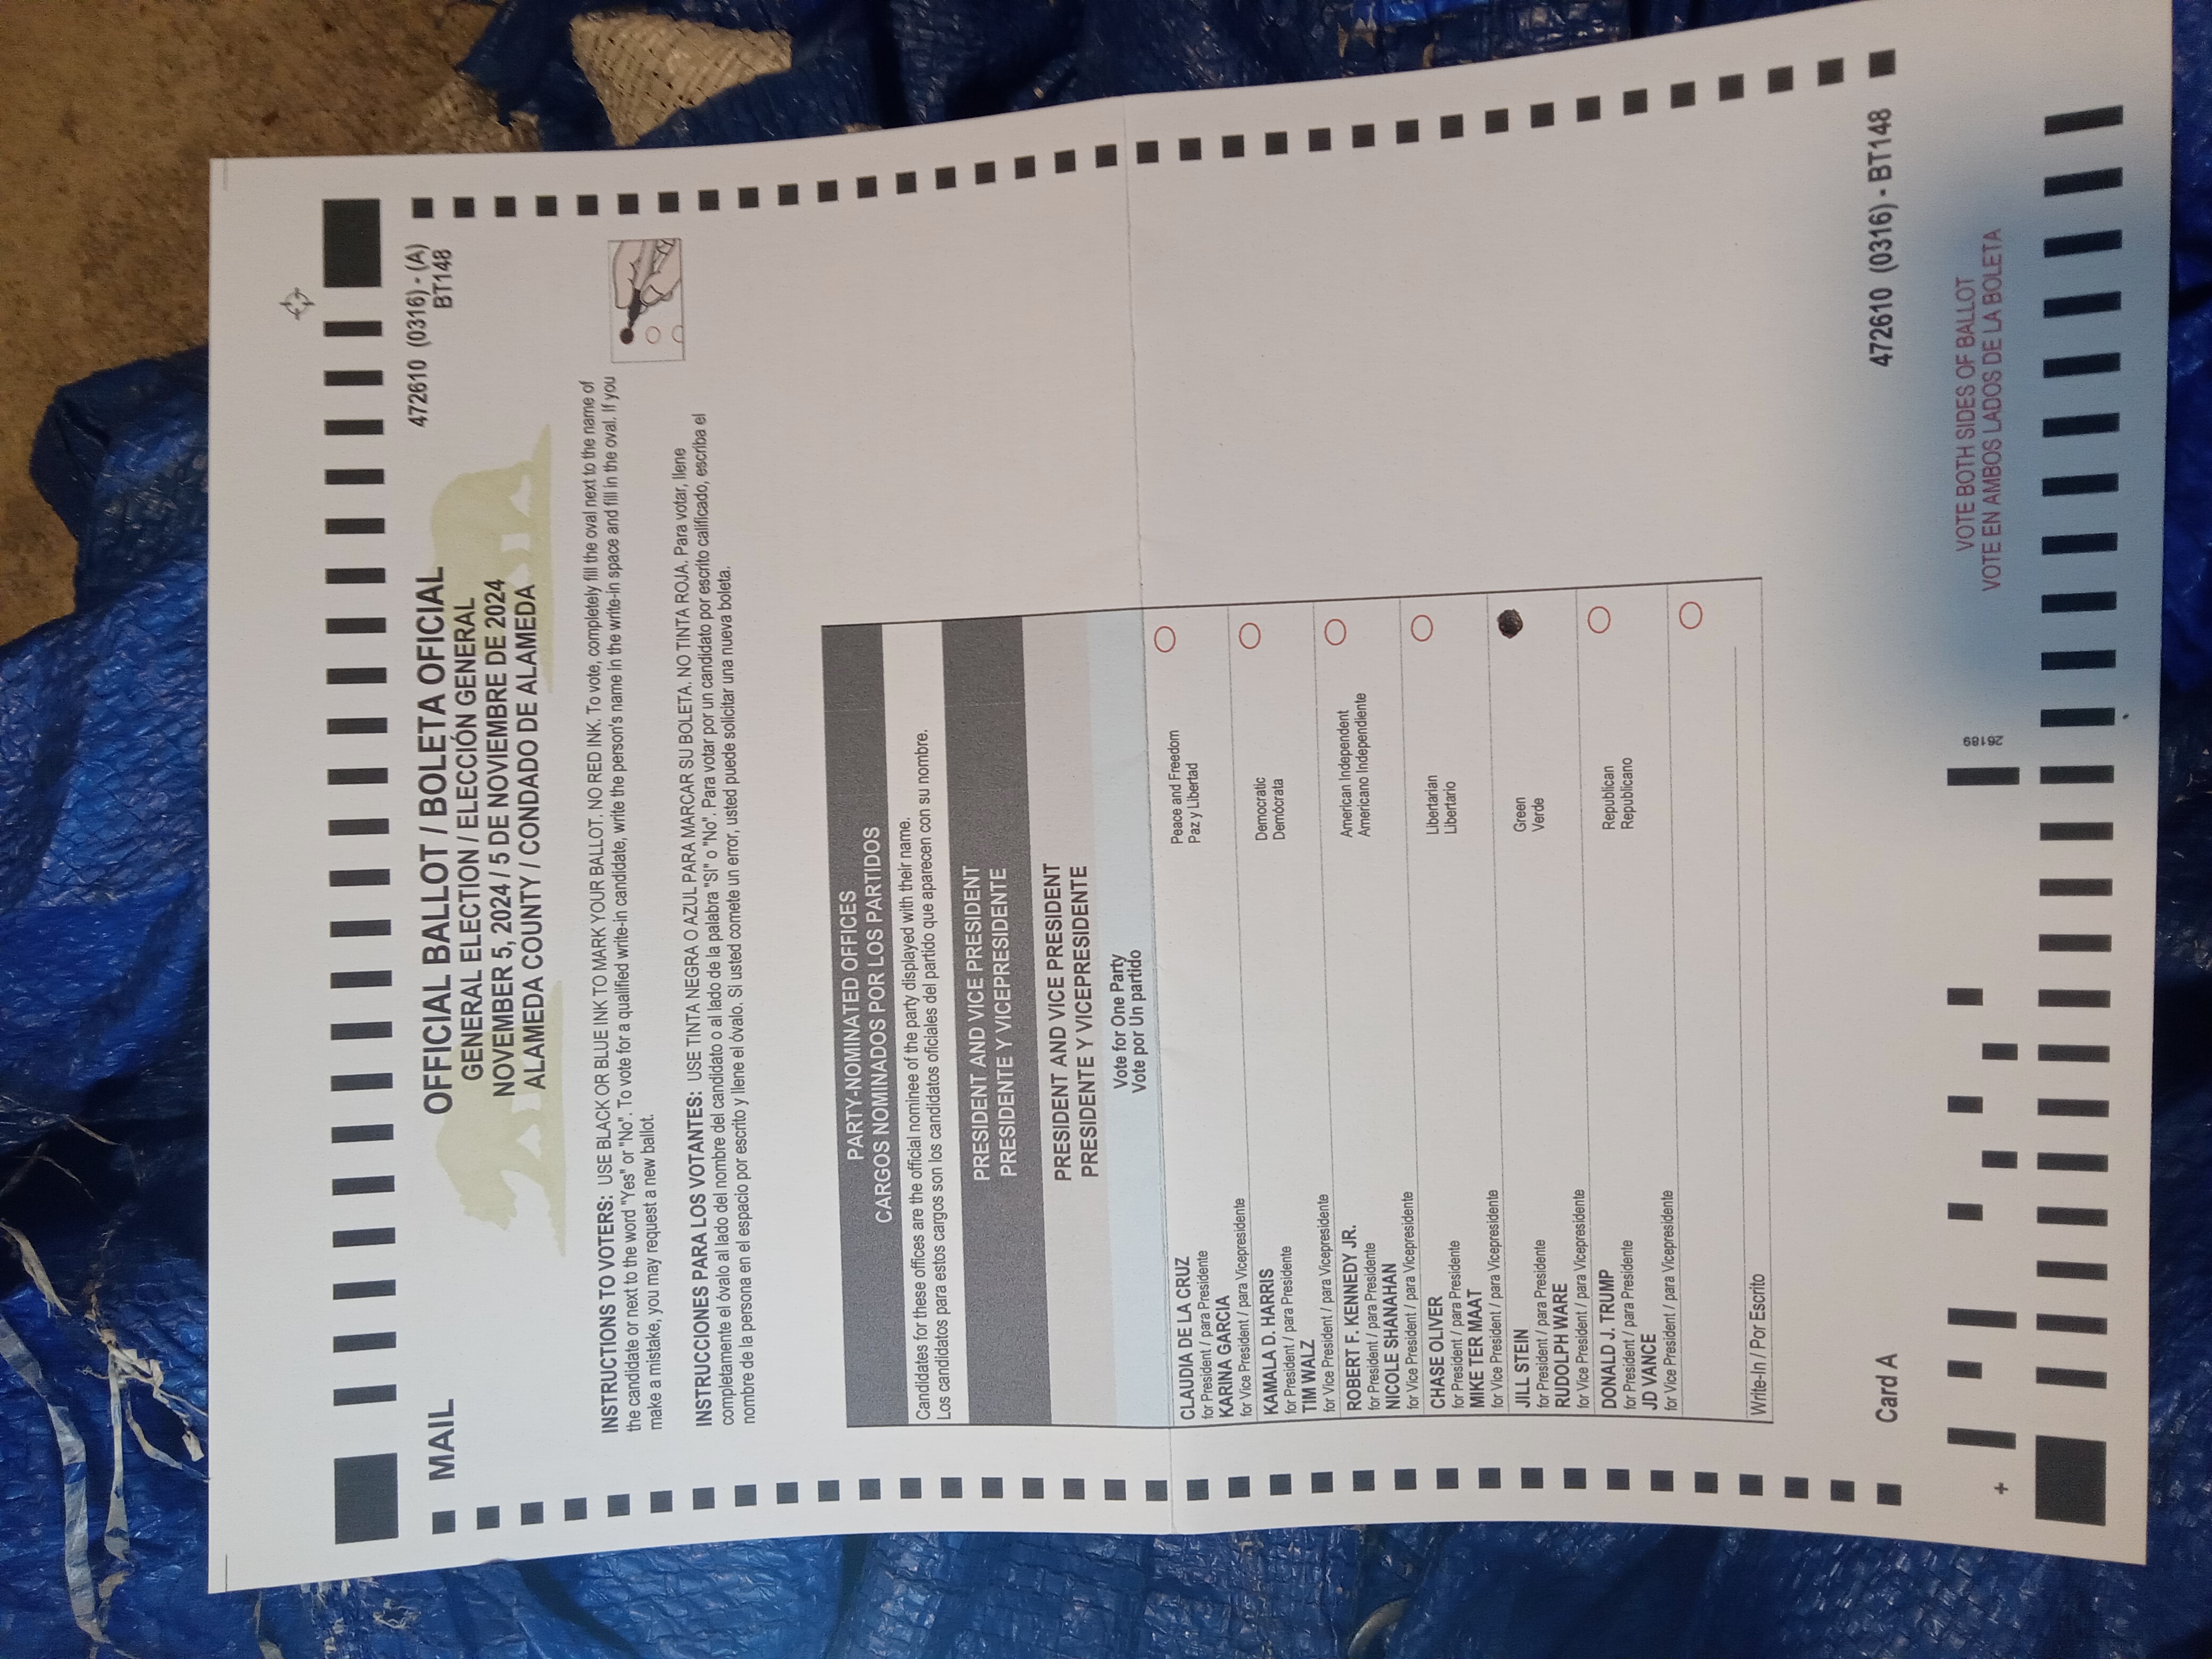 MAIL
OFFICIAL BALLOT / BOLETA OFICIAL
GENERAL ELECTION / ELECCIÓN GENERAL
NOVEMBER 5, 2024 / 5 DE NOVIEMBRE DE 2024
ALAMEDA COUNTY / CONDADO DE ALAMEDA
472610 (0316) - (A)
BT148
INSTRUCTIONS TO VOTERS: USE BLACK OR BLUE INK TO MARK YOUR BALLOT. NO RED INK. To vote, completely fill the oval next to the name of
the candidate or next to the word "Yes" or "No". To vote for a qualified write-in candidate, write the person's name in the write-in space and fill in the oval. If you
make a mistake, you may request a new ballot.
INSTRUCCIONES PARA LOS VOTANTES: USE TINTA NEGRA O AZUL PARA MARCAR SU BOLETA. NO TINTA ROJA. Para votar, llene
completamente el óvalo al lado del nombre del candidato o al lado de la palabra "SI" o "No". Para votar por un candidato por escrito calificado, escriba el
nombre de la persona en el espacio por escrito y llene el óvalo. Si usted comete un error, usted puede solicitar una nueva boleta.
PARTY-NOMINATED OFFICES
CARGOS NOMINADOS POR LOS PARTIDOS
Candidates for these offices are the official nominee of the party displayed with their name.
Los candidatos para estos cargos son los candidatos oficiales del partido que aparecen con su nombre.
PRESIDENT AND VICE PRESIDENT
PRESIDENTE Y VICEPRESIDENTE
PRESIDENT AND VICE PRESIDENT
PRESIDENTE Y VICEPRESIDENTE
Vote for One Party
Vote por Un partido
CLAUDIA DE LA CRUZ
for President / para Presidente
KARINA GARCIA
for Vice President / para Vicepresidente
Peace and Freedom
Paz y Libertad
KAMALA D. HARRIS
for President / para Presidente
TIM WALZ
for Vice President / para Vicepresidente
Democratic
Demócrata
ROBERT F. KENNEDY JR.
for President / para Presidente
NICOLE SHANAHAN
for Vice President / para Vicepresidente
American Independent
Americano Independiente
CHASE OLIVER
for President / para Presidente
MIKE TER MAAT
for Vice President / para Vicepresidente
Libertarian
Libertario
JILL STEIN
for President / para Presidente
RUDOLPH WARE
for Vice President / para Vicepresidente
Green
Verde
DONALD J. TRUMP
for President / para Presidente
JD VANCE
for Vice President / para Vicepresidente
Republican
Republicano
Write-In / Por Escrito
Card A
472610 (0316) - BT148
26189
VOTE BOTH SIDES OF BALLOT
VOTE EN AMBOS LADOS DE LA BOLETA